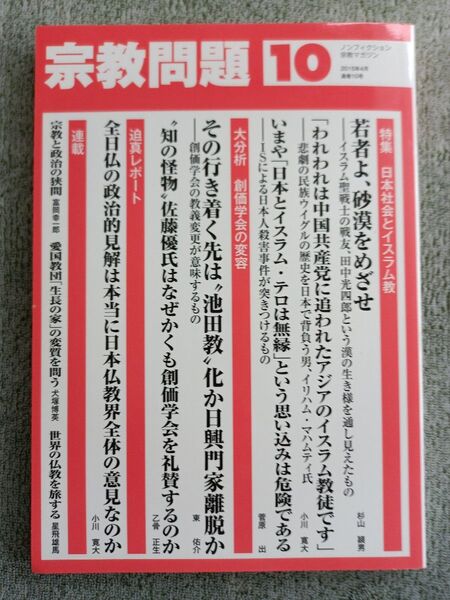 宗教問題
10
ノンフィクション
宗教マガジン
2015年4月
通巻10号
特集 日本社会とイスラム教
若者よ、砂漠をめざせ
――イスラム聖戦士の戦友、田中光四郎という漢の生き様を通し見えたもの
杉山 頴男
「われわれは中国共産党に追われたアジアのイスラム教徒です」
――悲劇の民族ウイグルの歴史を日本で背負う男、イリハム・マハムティ氏
小川 寛大
いまや「日本とイスラム・テロは無縁」という思い込みは危険である
――ISによる日本人殺害事件が突きつけるもの
菅原 出
大分析 創価学会の変容
その行き着く先は〝池田教〟化か日興門家離脱か
――創価学会の教義変更が意味するもの
東 佑介
〝知の怪物〟佐藤優氏はなぜかくも創価学会を礼賛するのか
乙骨 正生
迫真レポート
全日仏の政治的見解は本当に日本仏教界全体の意見なのか
小川 寛大
連載
宗教と政治の狭間 富岡幸一郎
愛国教団「生長の家」の変質を問う 犬塚博英
世界の仏教を旅する 星飛雄馬